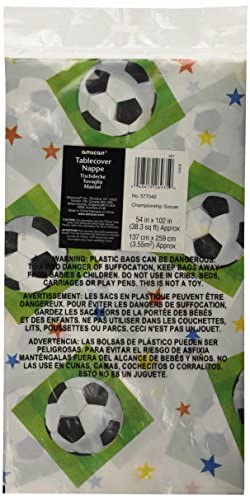 amscan
Tablecover
Nappe
Tischdecke
Tovaglia
Mantel
No. 577040
Championship Soccer
54 in x 102 in
(38.3 sq ft) Approx
137 cm x 259 cm
(3.55m²) Approx
WARNING: PLASTIC BAGS CAN BE DANGEROUS.
TO AVOID DANGER OF SUFFOCATION, KEEP BAGS AWAY
FROM BABIES & CHILDREN. DO NOT USE IN CRIBS, BEDS,
CARRIAGES OR PLAY PENS, THIS IS NOT A TOY.
AVERTISSEMENT: LES SACS EN PLASTIQUE PEUVENT ÊTRE
DANGEREUX. POUR ÉVITER LES DANGERS DE SUFFOCATION,
GARDEZ LES SACS HORS DE LA PORTÉE DES BÉBÉS
ET DES ENFANTS. NE PAS UTILISER DANS LES COUCHETTES,
LITS, POUSSETTES OU PARCS. CECI N'EST PAS UN JOUET.
ADVERTENCIA: LAS BOLSAS DE PLÁSTICO PUEDEN SER
PELIGROSAS. PARA EVITAR EL RIESGO DE ASFIXIA
MANTÉNGALAS FUERA DEL ALCANCE DE BEBÉS Y NIÑOS. NO
LAS USE EN CUNAS, CAMAS, COCHECITOS O CORRALITOS.
ESTO NO ES UN JUGUETE.